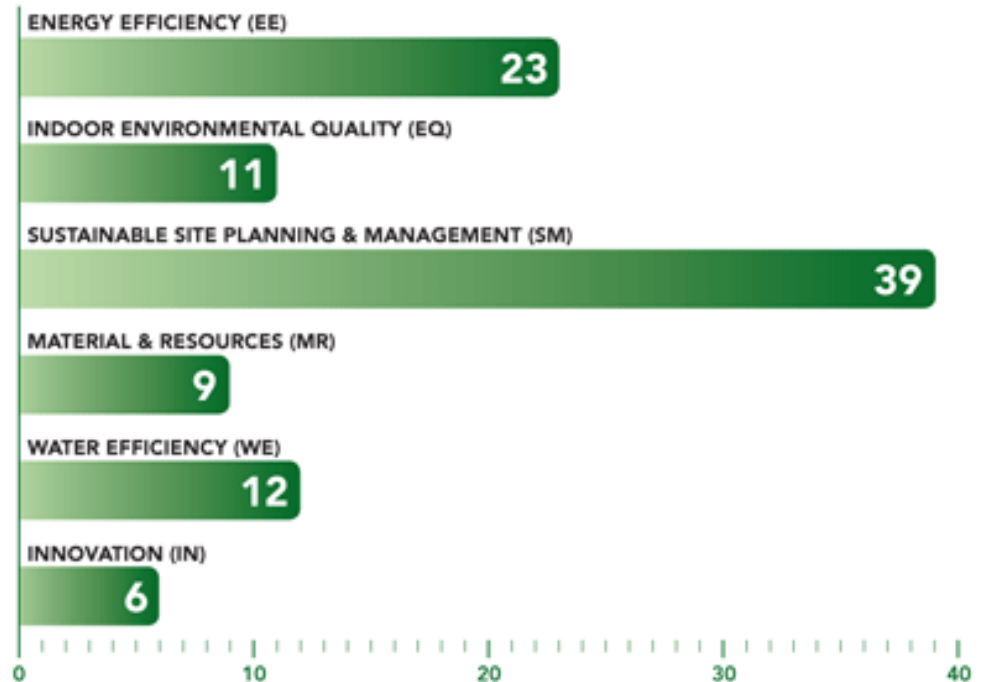 ENERGY EFFICIENCY (EE)
23
INDOOR ENVIRONMENTAL QUALITY (EQ)
11
SUSTAINABLE SITE PLANNING & MANAGEMENT (SM)
39
MATERIAL & RESOURCES (MR)
9
WATER EFFICIENCY (WE)
12
INNOVATION (IN)
6
0 10 20 30 40